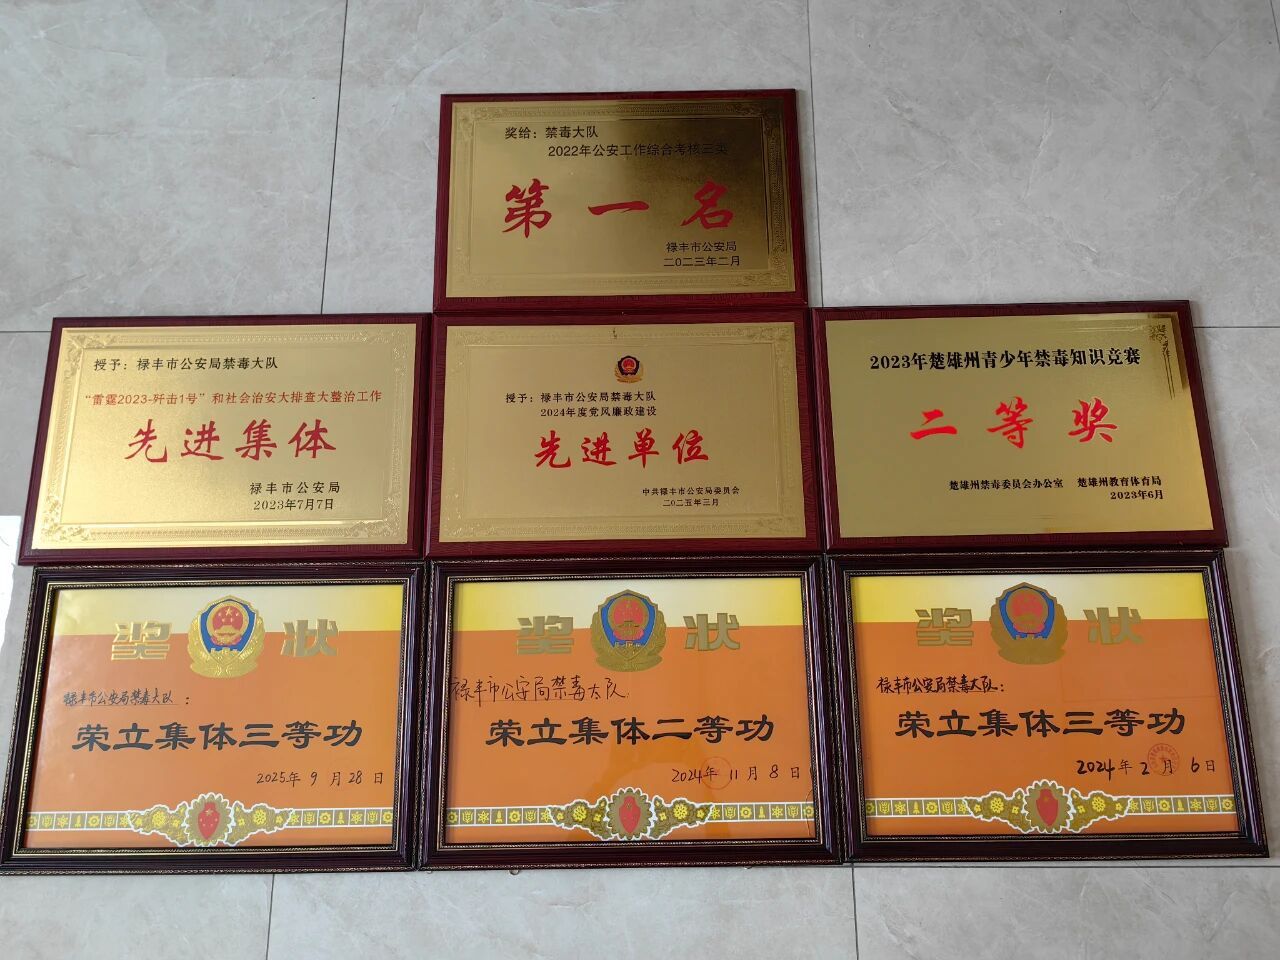 奖给：禁毒大队
2022年公安工作综合考核三类
第一名
禄丰市公安局
二〇二三年二月
授予：禄丰市公安局禁毒大队
“雷霆2023-歼击1号”和社会治安大排查大整治工作
先进集体
禄丰市公安局
2023年7月7日
授予：禄丰市公安局禁毒大队
2024年度党风廉政建设
先进单位
中共禄丰市公安局委员会
二〇二五年三月
2023年楚雄州青少年禁毒知识竞赛
二等奖
楚雄州禁毒委员会办公室 楚雄州教育体育局
2023年6月
奖状
禄丰市公安局禁毒大队：
荣立集体三等功
2025年9月28日
奖状
禄丰市公安局禁毒大队：
荣立集体二等功
2024年11月8日
奖状
禄丰市公安局禁毒大队：
荣立集体三等功
2024年2月6日